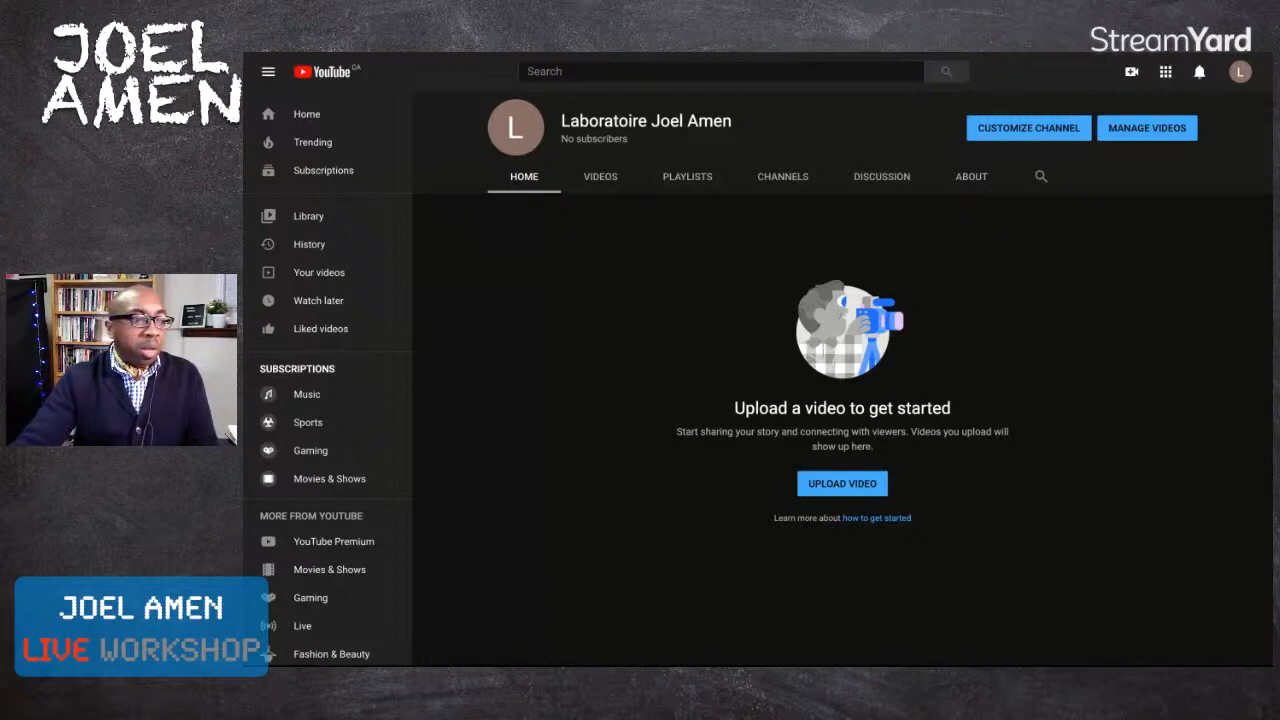 JOEL
AMEN
StreamYard
YouTube CA
Search
L
Home
Trending
Subscriptions
Library
History
Your videos
Watch later
Liked videos
SUBSCRIPTIONS
Music
Sports
Gaming
Movies & Shows
MORE FROM YOUTUBE
YouTube Premium
Movies & Shows
Gaming
Live
Fashion & Beauty
L
Laboratoire Joel Amen
No subscribers
CUSTOMIZE CHANNEL
MANAGE VIDEOS
HOME
VIDEOS
PLAYLISTS
CHANNELS
DISCUSSION
ABOUT
Upload a video to get started
Start sharing your story and connecting with viewers. Videos you upload will
show up here.
UPLOAD VIDEO
Learn more about how to get started
JOEL AMEN
LIVE WORKSHOP